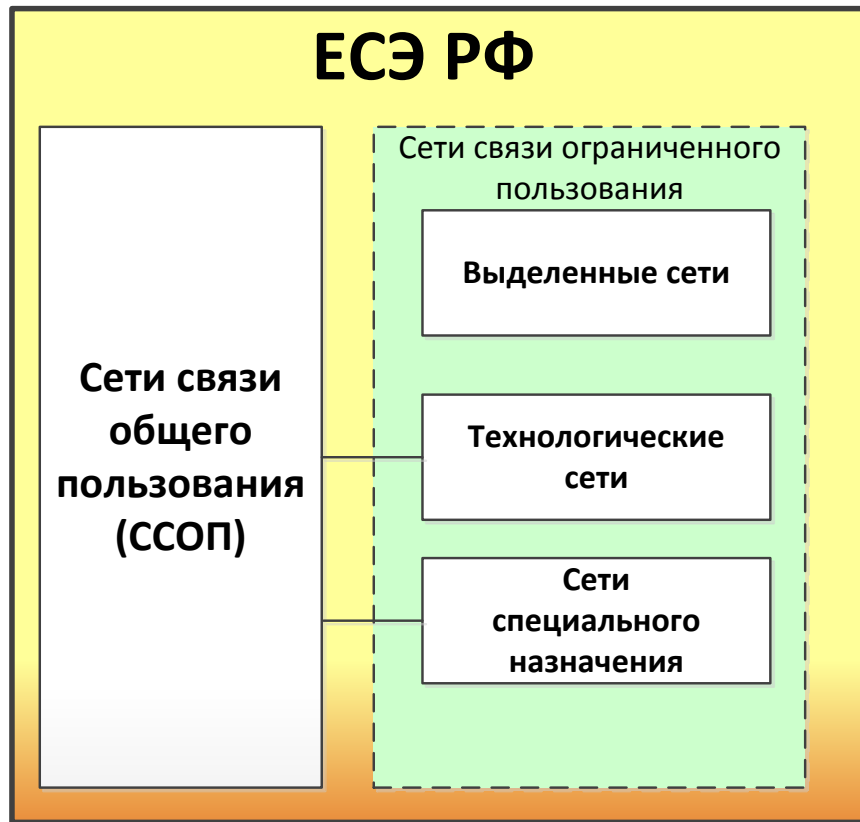 ЕСЭ РФ
Сети связи
общего
пользования
(ССОП)
Сети связи ограниченного
пользования
Выделенные сети
Технологические
сети
Сети
специального
назначения